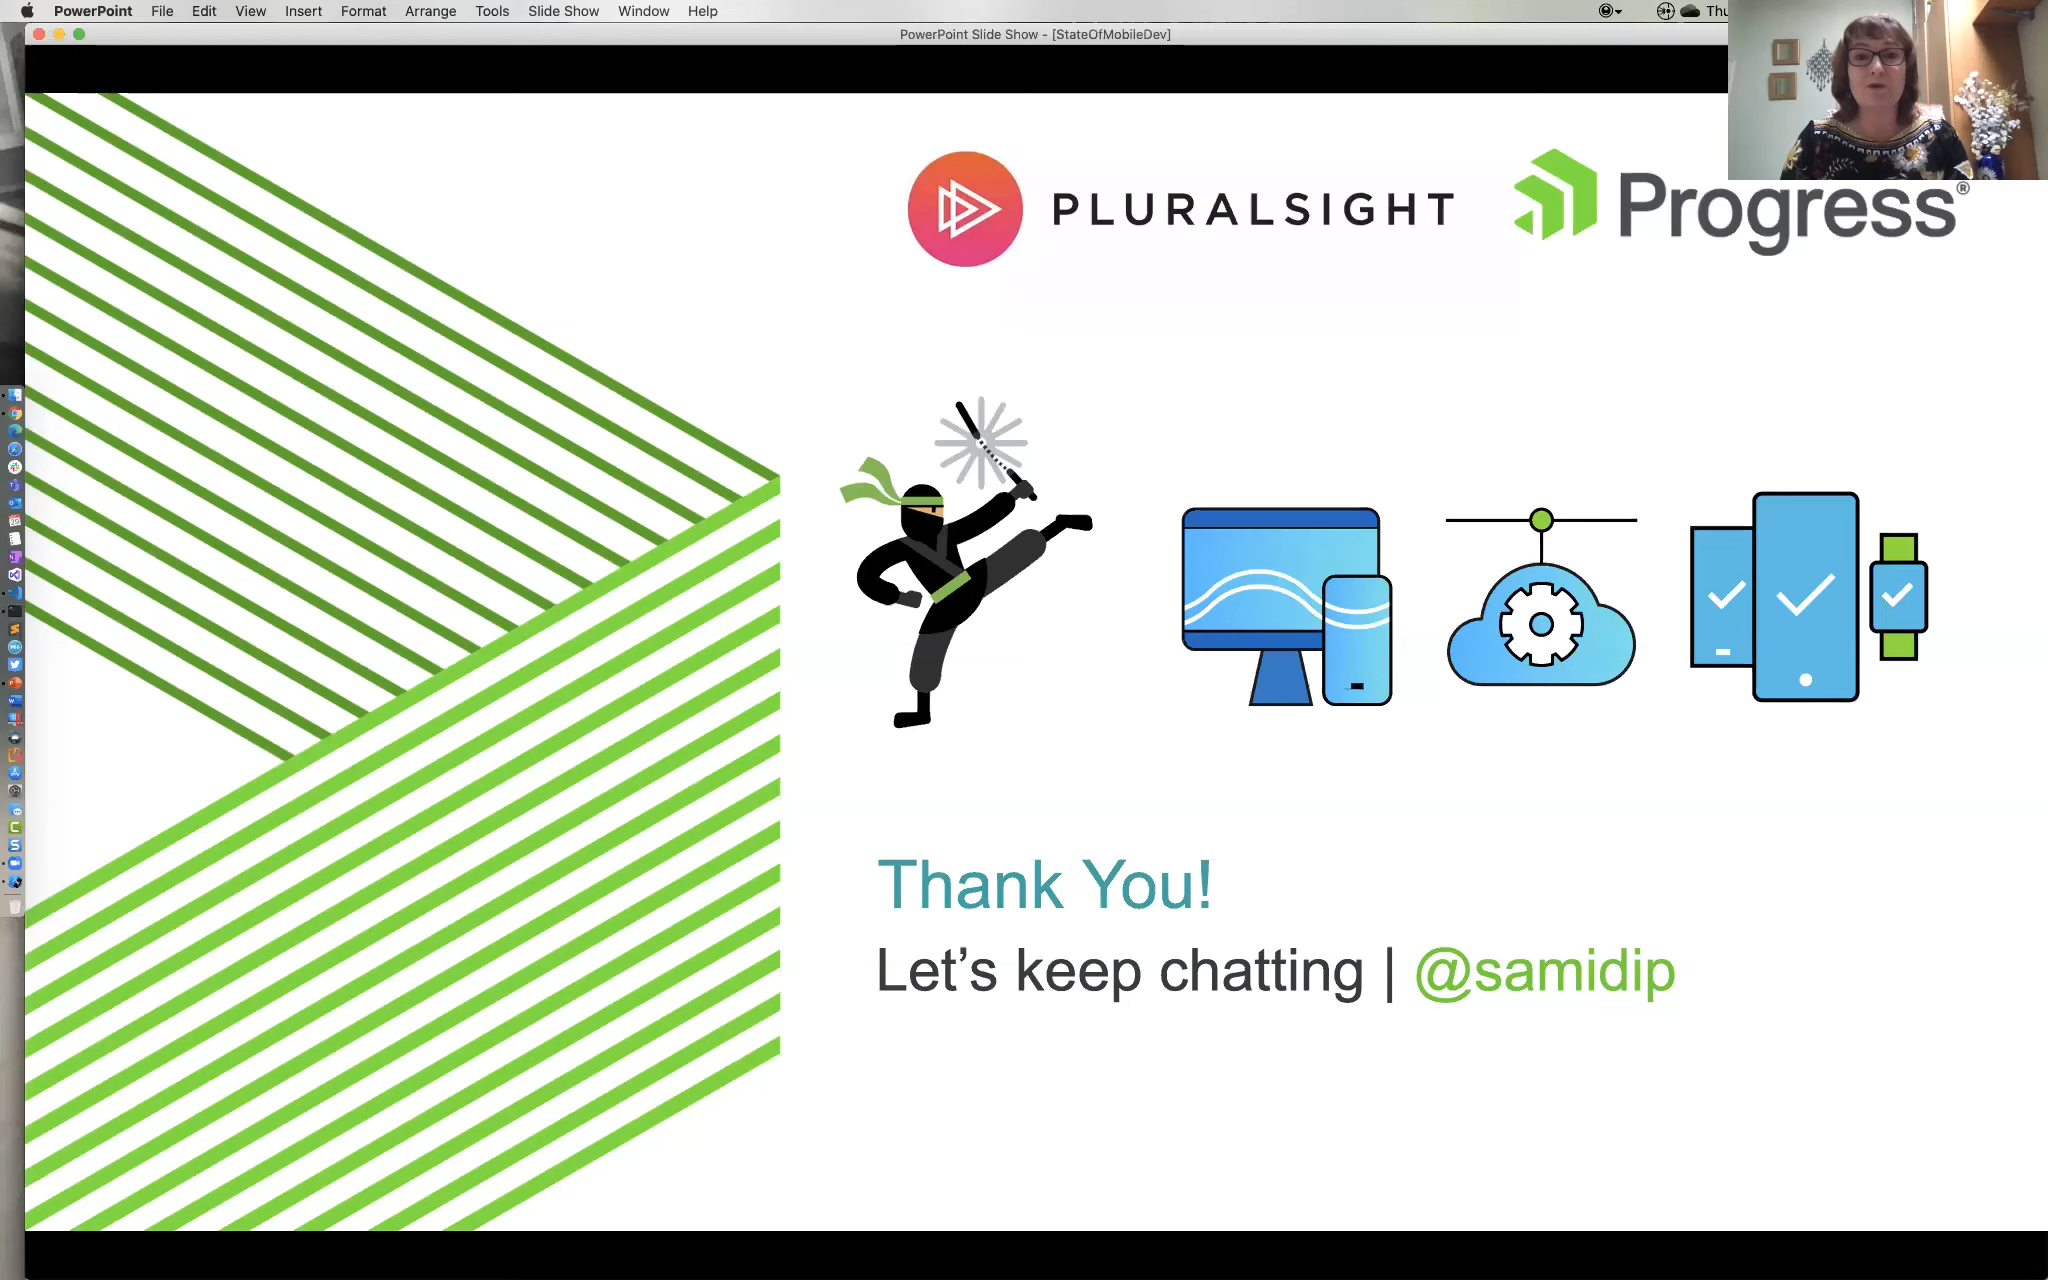 PowerPoint File Edit View Insert Format Arrange Tools Slide Show Window Help
PowerPoint Slide Show - [StateOfMobileDev]
PLURALSIGHT
Progress®
Thank You!
Let's keep chatting | @samidip